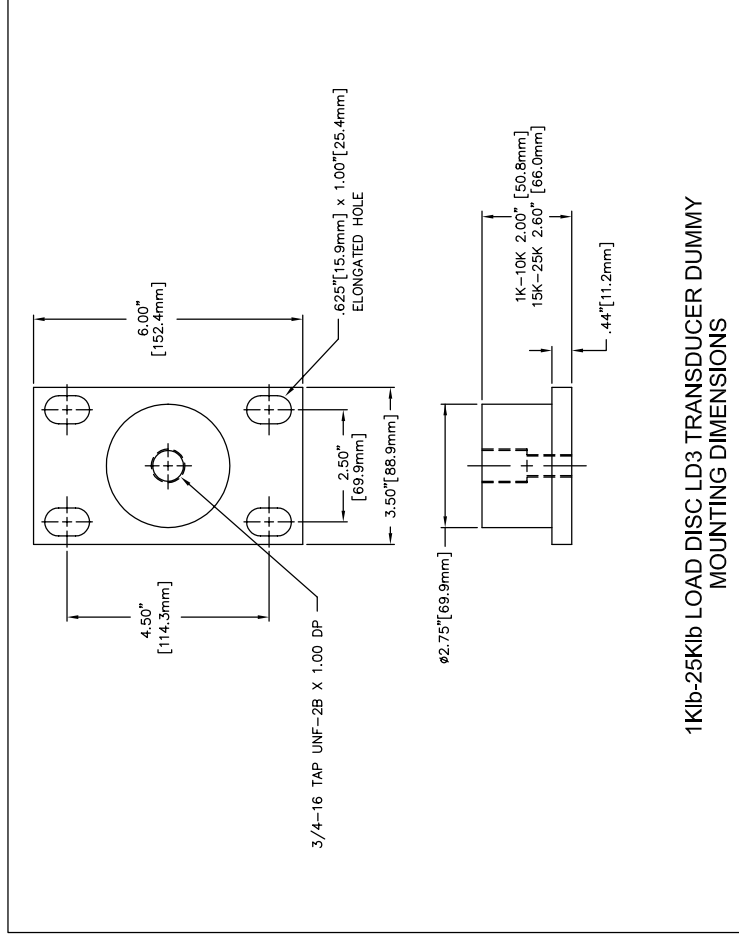 6.00"
[152.4mm]
.625"[15.9mm] x 1.00"[25.4mm]
ELONGATED HOLE
4.50"
[114.3mm]
2.50"
[69.9mm]
3.50"[88.9mm]
3/4-16 TAP UNF-2B X 1.00 DP
ø2.75"[69.9mm]
1K-10K 2.00" [50.8mm]
15K-25K 2.60" [66.0mm]
.44"[11.2mm]
1Klb-25Klb LOAD DISC LD3 TRANSDUCER DUMMY
MOUNTING DIMENSIONS